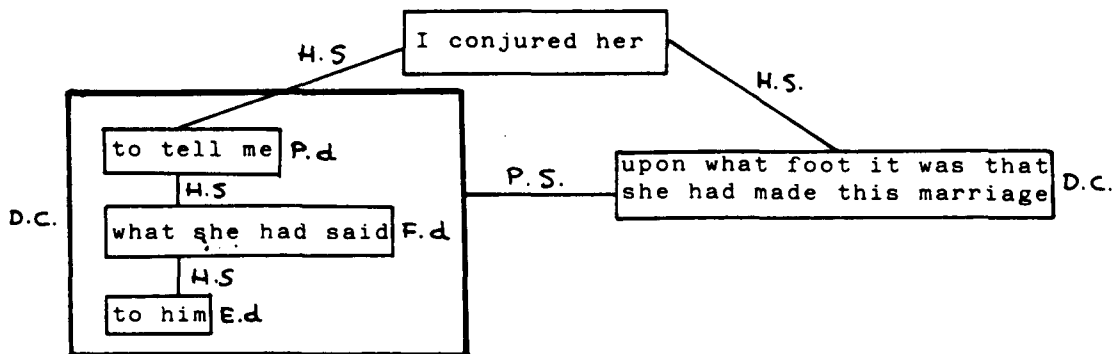 I conjured her
H.S
H.S.
to tell me P.d
H.S
what she had said F.d
H.S
to him E.d
D.C.
P.S.
upon what foot it was that
she had made this marriage
D.C.